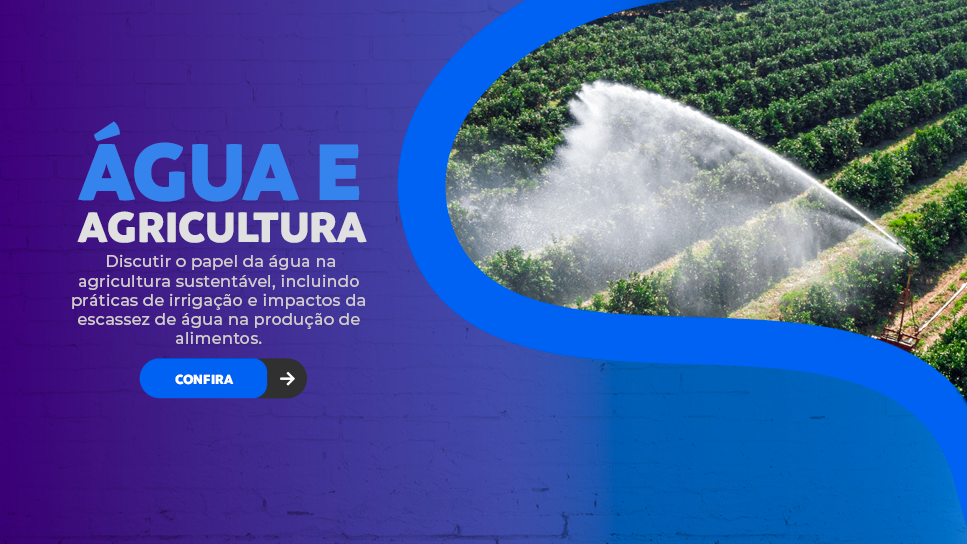 ÁGUA E
AGRICULTURA
Discutir o papel da água na
agricultura sustentável, incluindo
práticas de irrigação e impactos da
escassez de água na produção de
alimentos.
CONFIRA